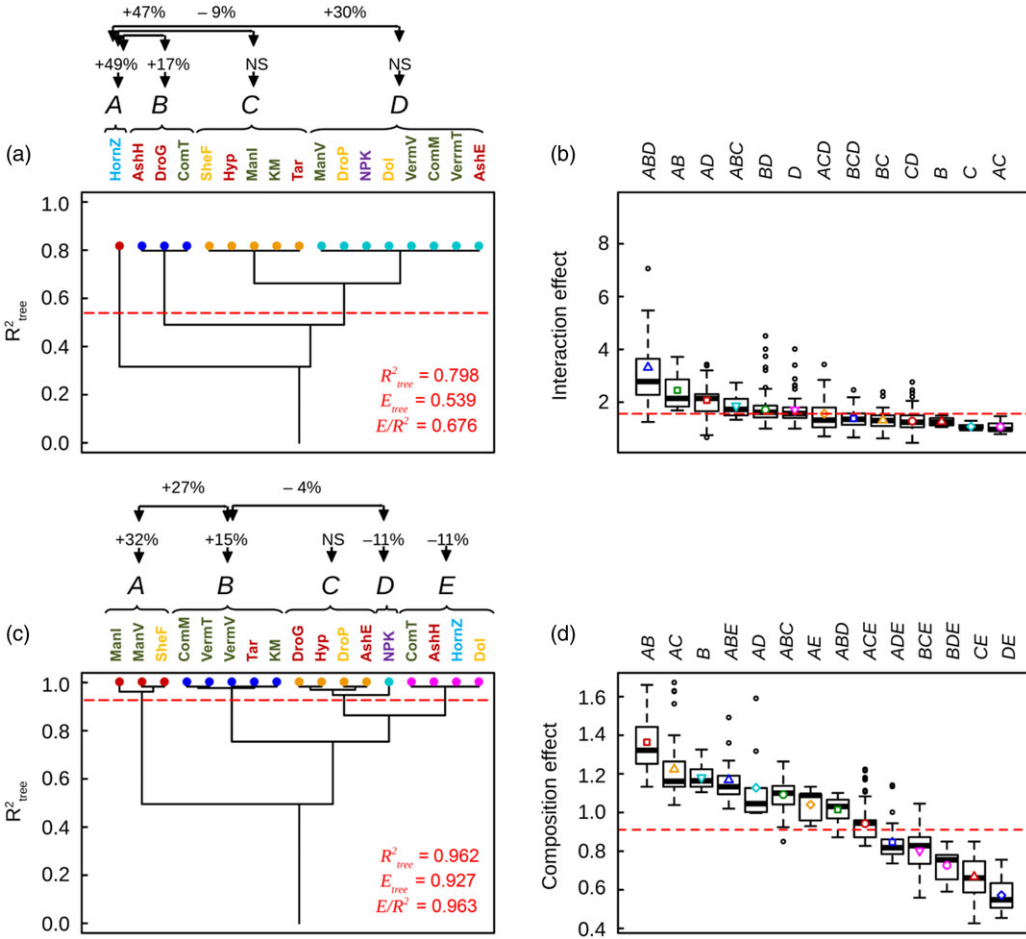 +47% – 9% +30%
+49% +17% NS NS
A B C D
(a)
HornZ AshH DroG ComT SheF Hyp ManI KM Tar ManV DroP NPK Dol VermV ComM VermT AshE
1.0
0.8
0.6
0.4
0.2
0.0
R²tree
R²tree = 0.798
Etree = 0.539
E/R² = 0.676
(b)
ABD AB AD ABC BD D ACD BCD BC CD B C AC
8
6
4
2
Interaction effect
+27% – 4%
+32% +15% NS –11% –11%
A B C D E
(c)
ManI ManV SheF ComM VermT VermV Tar KM DroG Hyp DroP AshE NPK ComT AshH HornZ Dol
1.0
0.8
0.6
0.4
0.2
0.0
R²tree
R²tree = 0.962
Etree = 0.927
E/R² = 0.963
(d)
AB AC B ABE AD ABC AE ABD ACE ADE BCE BDE CE DE
1.6
1.4
1.2
1.0
0.8
0.6
0.4
Composition effect